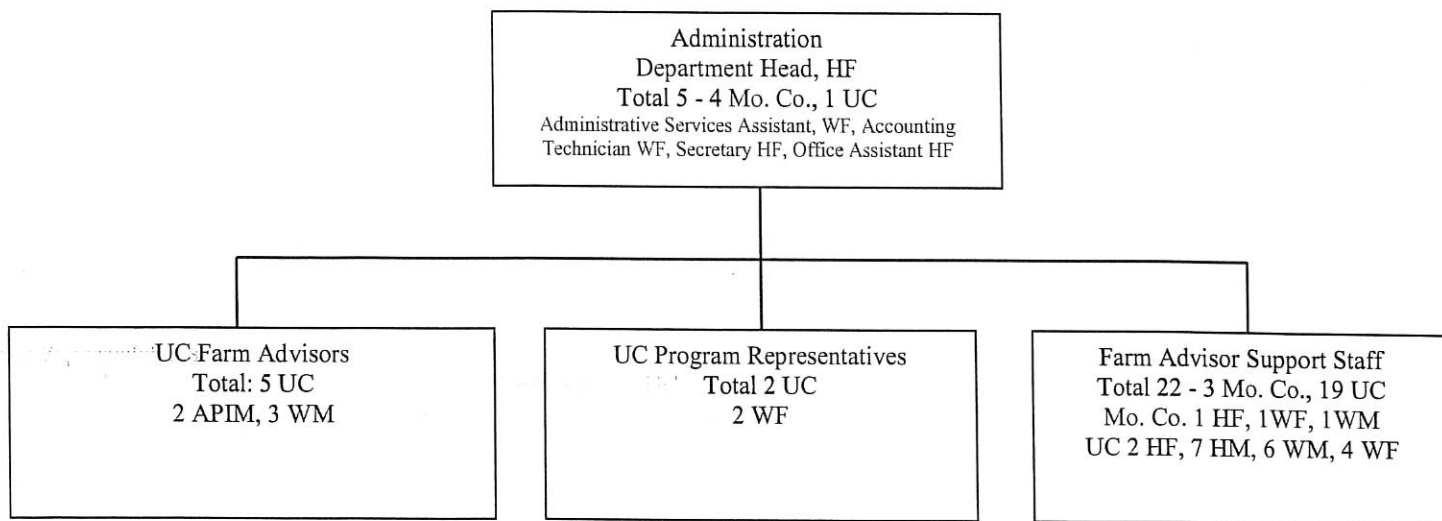 Administration
Department Head, HF
Total 5 - 4 Mo. Co., 1 UC
Administrative Services Assistant, WF, Accounting
Technician WF, Secretary HF, Office Assistant HF
UC Farm Advisors
Total: 5 UC
2 APIM, 3 WM
UC Program Representatives
Total 2 UC
2 WF
Farm Advisor Support Staff
Total 22 - 3 Mo. Co., 19 UC
Mo. Co. 1 HF, 1WF, 1WM
UC 2 HF, 7 HM, 6 WM, 4 WF